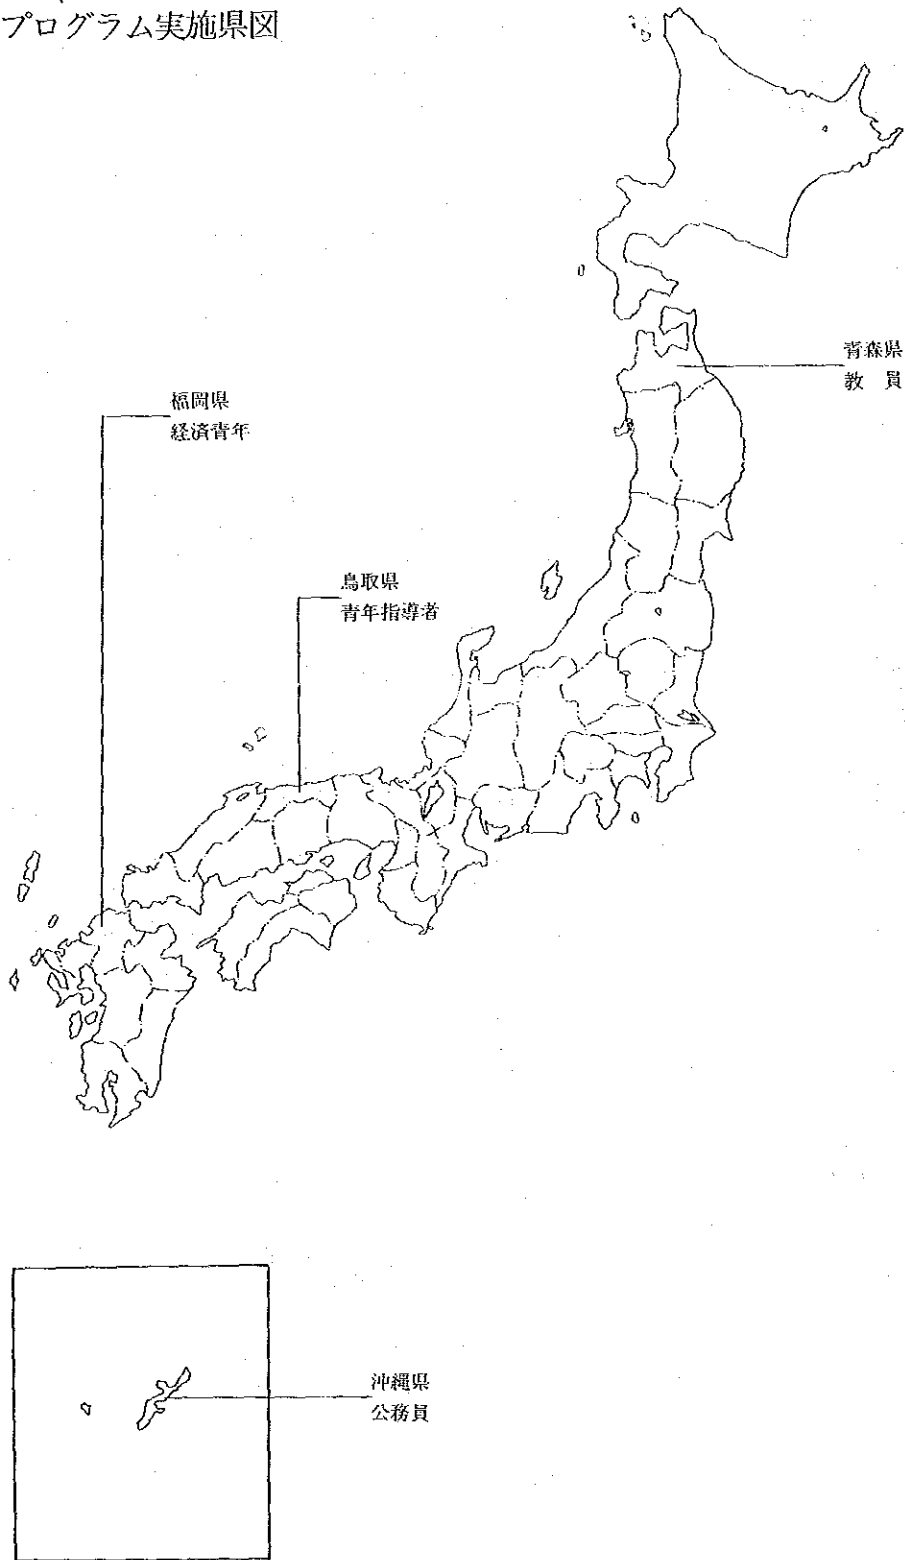 プログラム実施県図
青森県
教 員
福岡県
経済青年
鳥取県
青年指導者
沖縄県
公務員